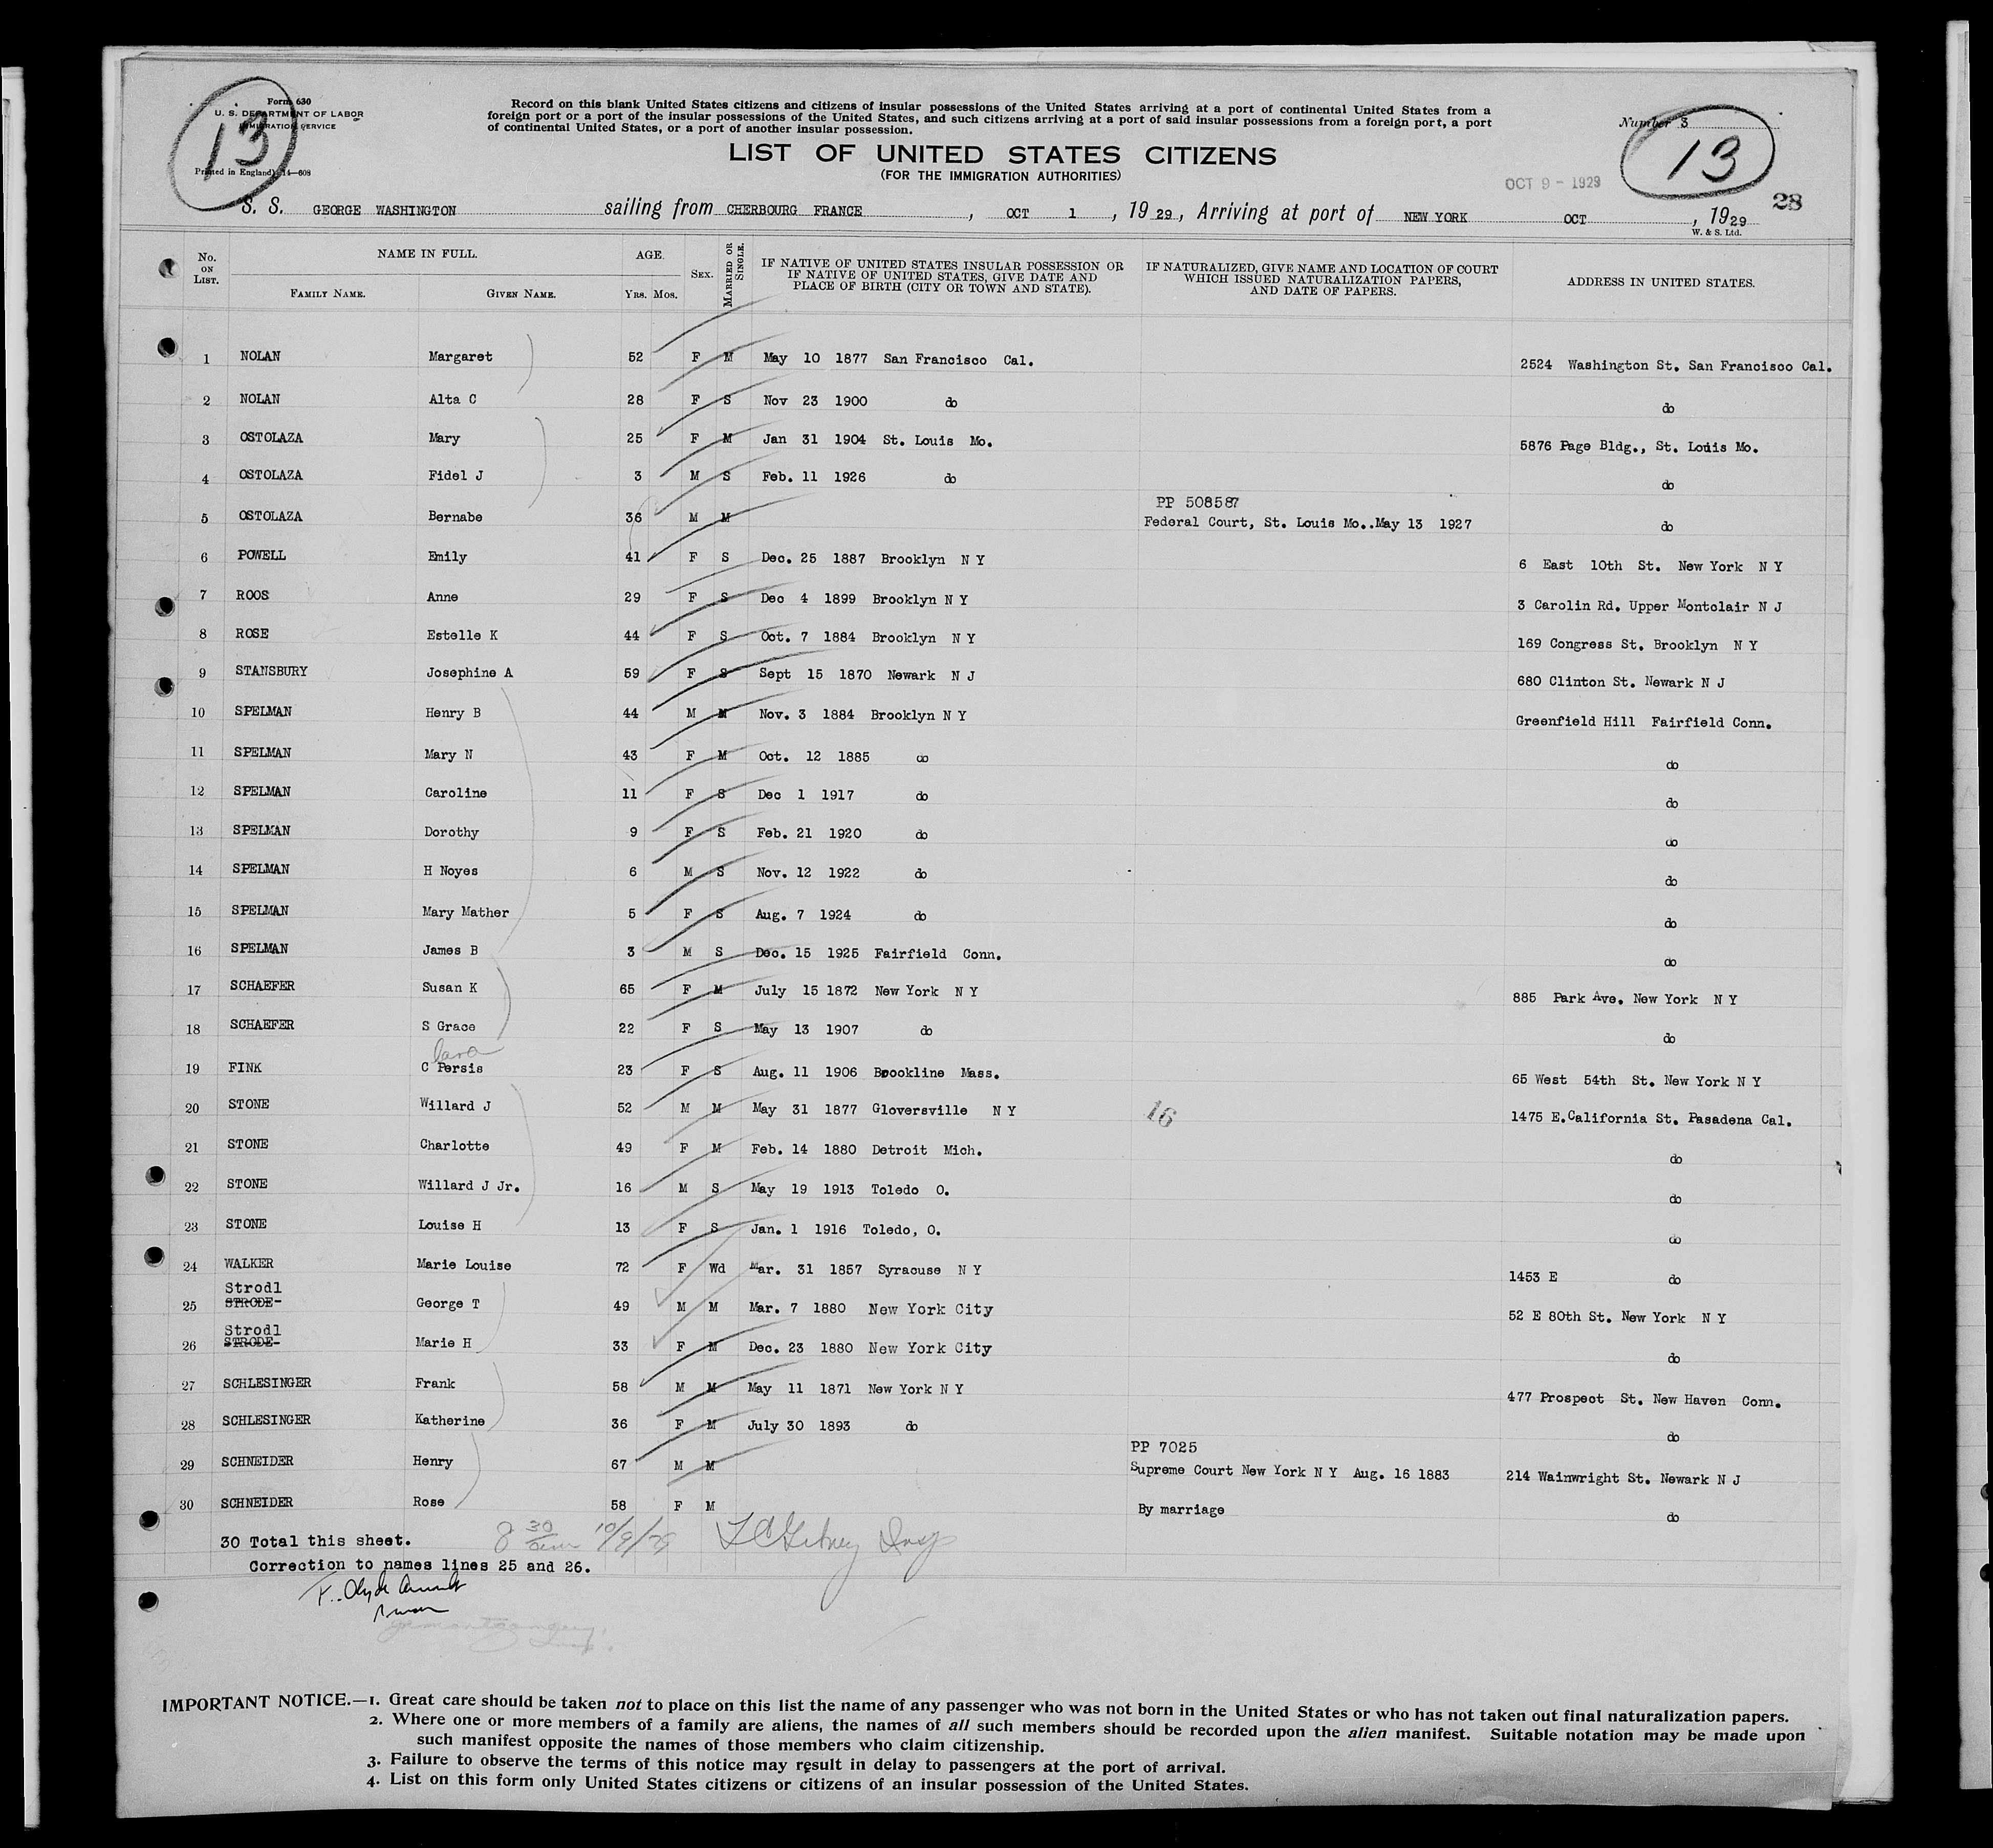 Form 630
U. S. DEPARTMENT OF LABOR
IMMIGRATION SERVICE
13
Printed in England) 14—608
Record on this blank United States citizens and citizens of insular possessions of the United States arriving at a port of continental United States from a
foreign port or a port of the insular possessions of the United States, and such citizens arriving at a port of said insular possessions from a foreign port, a port
of continental United States, or a port of another insular possession.
Number 3
13
LIST OF UNITED STATES CITIZENS
(FOR THE IMMIGRATION AUTHORITIES)
OCT 9 - 1929
28
S. S. GEORGE WASHINGTON sailing from CHERBOURG FRANCE, OCT 1, 1929, Arriving at port of NEW YORK OCT, 1929
W. & S. Ltd.
No. ON LIST. NAME IN FULL. FAMILY NAME. GIVEN NAME. AGE. YRS. MOS. SEX. MARRIED OR SINGLE. IF NATIVE OF UNITED STATES INSULAR POSSESSION OR IF NATIVE OF UNITED STATES, GIVE DATE AND PLACE OF BIRTH (CITY OR TOWN AND STATE). IF NATURALIZED, GIVE NAME AND LOCATION OF COURT WHICH ISSUED NATURALIZATION PAPERS, AND DATE OF PAPERS. ADDRESS IN UNITED STATES.
1 NOLAN Margaret 52 F M May 10 1877 San Francisco Cal. 2524 Washington St. San Francisco Cal.
2 NOLAN Alta C 28 F S Nov 23 1900 do do
3 OSTOLAZA Mary 25 F M Jan 31 1904 St. Louis Mo. 5876 Page Bldg., St. Louis Mo.
4 OSTOLAZA Fidel J 3 M S Feb. 11 1926 do do
PP 508587
5 OSTOLAZA Bernabe 36 M M Federal Court, St. Louis Mo..May 13 1927 do
6 POWELL Emily 41 F S Dec. 25 1887 Brooklyn N Y 6 East 10th St. New York N Y
7 ROOS Anne 29 F S Dec 4 1899 Brooklyn N Y 3 Carolin Rd. Upper Montclair N J
8 ROSE Estelle K 44 F S Oct. 7 1884 Brooklyn N Y 169 Congress St. Brooklyn N Y
9 STANSBURY Josephine A 59 F S Sept 15 1870 Newark N J 680 Clinton St. Newark N J
10 SPELMAN Henry B 44 M M Nov. 3 1884 Brooklyn N Y Greenfield Hill Fairfield Conn.
11 SPELMAN Mary N 43 F M Oct. 12 1885 do do
12 SPELMAN Caroline 11 F S Dec 1 1917 do do
13 SPELMAN Dorothy 9 F S Feb. 21 1920 do do
14 SPELMAN H Noyes 6 M S Nov. 12 1922 do do
15 SPELMAN Mary Mather 5 F S Aug. 7 1924 do do
16 SPELMAN James B 3 M S Dec. 15 1925 Fairfield Conn. do
17 SCHAEFER Susan K 65 F M July 15 1872 New York N Y 885 Park Ave. New York N Y
18 SCHAEFER S Grace 22 F S May 13 1907 do do
lara
19 FINK C Persis 23 F S Aug. 11 1906 Brookline Mass. 65 West 54th St. New York N Y
20 STONE Willard J 52 M M May 31 1877 Gloversville N Y 16 1475 E.California St. Pasadena Cal.
21 STONE Charlotte 49 F M Feb. 14 1880 Detroit Mich. do
22 STONE Willard J Jr. 16 M S May 19 1913 Toledo O. do
23 STONE Louise H 13 F S Jan. 1 1916 Toledo, O. do
24 WALKER Marie Louise 72 F Wd Mar. 31 1857 Syracuse N Y 1453 E do
Strodl
25 STRODE- George T 49 M M Mar. 7 1880 New York City 52 E 80th St. New York N Y
Strodl
26 STRODE- Marie H 33 F M Dec. 23 1880 New York City do
27 SCHLESINGER Frank 58 M M May 11 1871 New York N Y 477 Prospect St. New Haven Conn.
28 SCHLESINGER Katherine 36 F M July 30 1893 do do
PP 7025
29 SCHNEIDER Henry 67 M M Supreme Court New York N Y Aug. 16 1883 214 Wainwright St. Newark N J
30 SCHNEIDER Rose 58 F M By marriage do
30 Total this sheet. 8 30 am 10/9/29
Correction to names lines 25 and 26.
IMPORTANT NOTICE.—1. Great care should be taken not to place on this list the name of any passenger who was not born in the United States or who has not taken out final naturalization papers.
2. Where one or more members of a family are aliens, the names of all such members should be recorded upon the alien manifest. Suitable notation may be made upon
such manifest opposite the names of those members who claim citizenship.
3. Failure to observe the terms of this notice may result in delay to passengers at the port of arrival.
4. List on this form only United States citizens or citizens of an insular possession of the United States.